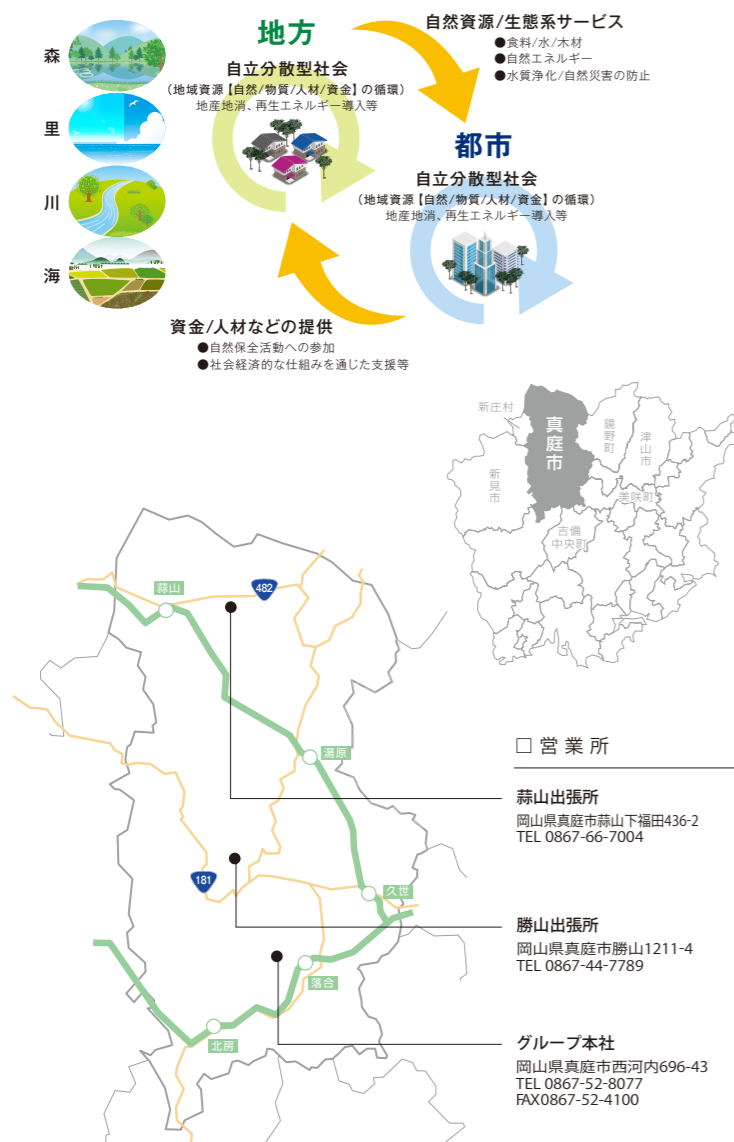 森
里
川
海
地方
自立分散型社会
(地域資源【自然/物質/人材/資金】の循環)
地産地消、再生エネルギー導入等
自然資源/生態系サービス
●食料/水/木材
●自然エネルギー
●水質浄化/自然災害の防止
都市
自立分散型社会
(地域資源【自然/物質/人材/資金】の循環)
地産地消、再生エネルギー導入等
資金/人材などの提供
●自然保全活動への参加
●社会経済的な仕組みを通じた支援等
新庄村
真庭市
鏡野町
津山市
新見市
美咲町
吉備
中央町
蒜山
482
湯原
181
久世
落合
北房
□ 営業所
蒜山出張所
岡山県真庭市蒜山下福田436-2
TEL 0867-66-7004
勝山出張所
岡山県真庭市勝山1211-4
TEL 0867-44-7789
グループ本社
岡山県真庭市西河内696-43
TEL 0867-52-8077
FAX0867-52-4100